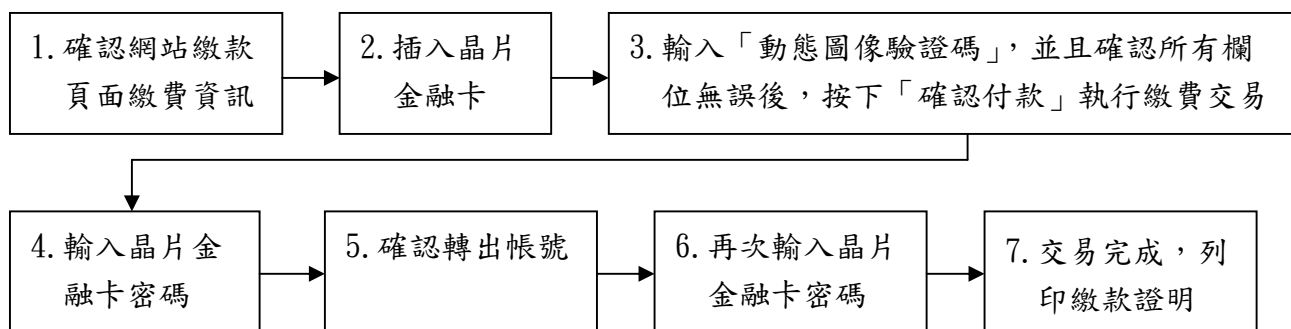 1.確認網站繳款
頁面繳費資訊
2.插入晶片
金融卡
3.輸入「動態圖像驗證碼」,並且確認所有欄
位無誤後,按下「確認付款」執行繳費交易
4.輸入晶片金
融卡密碼
5.確認轉出帳號
6.再次輸入晶片
金融卡密碼
7.交易完成,列
印繳款證明